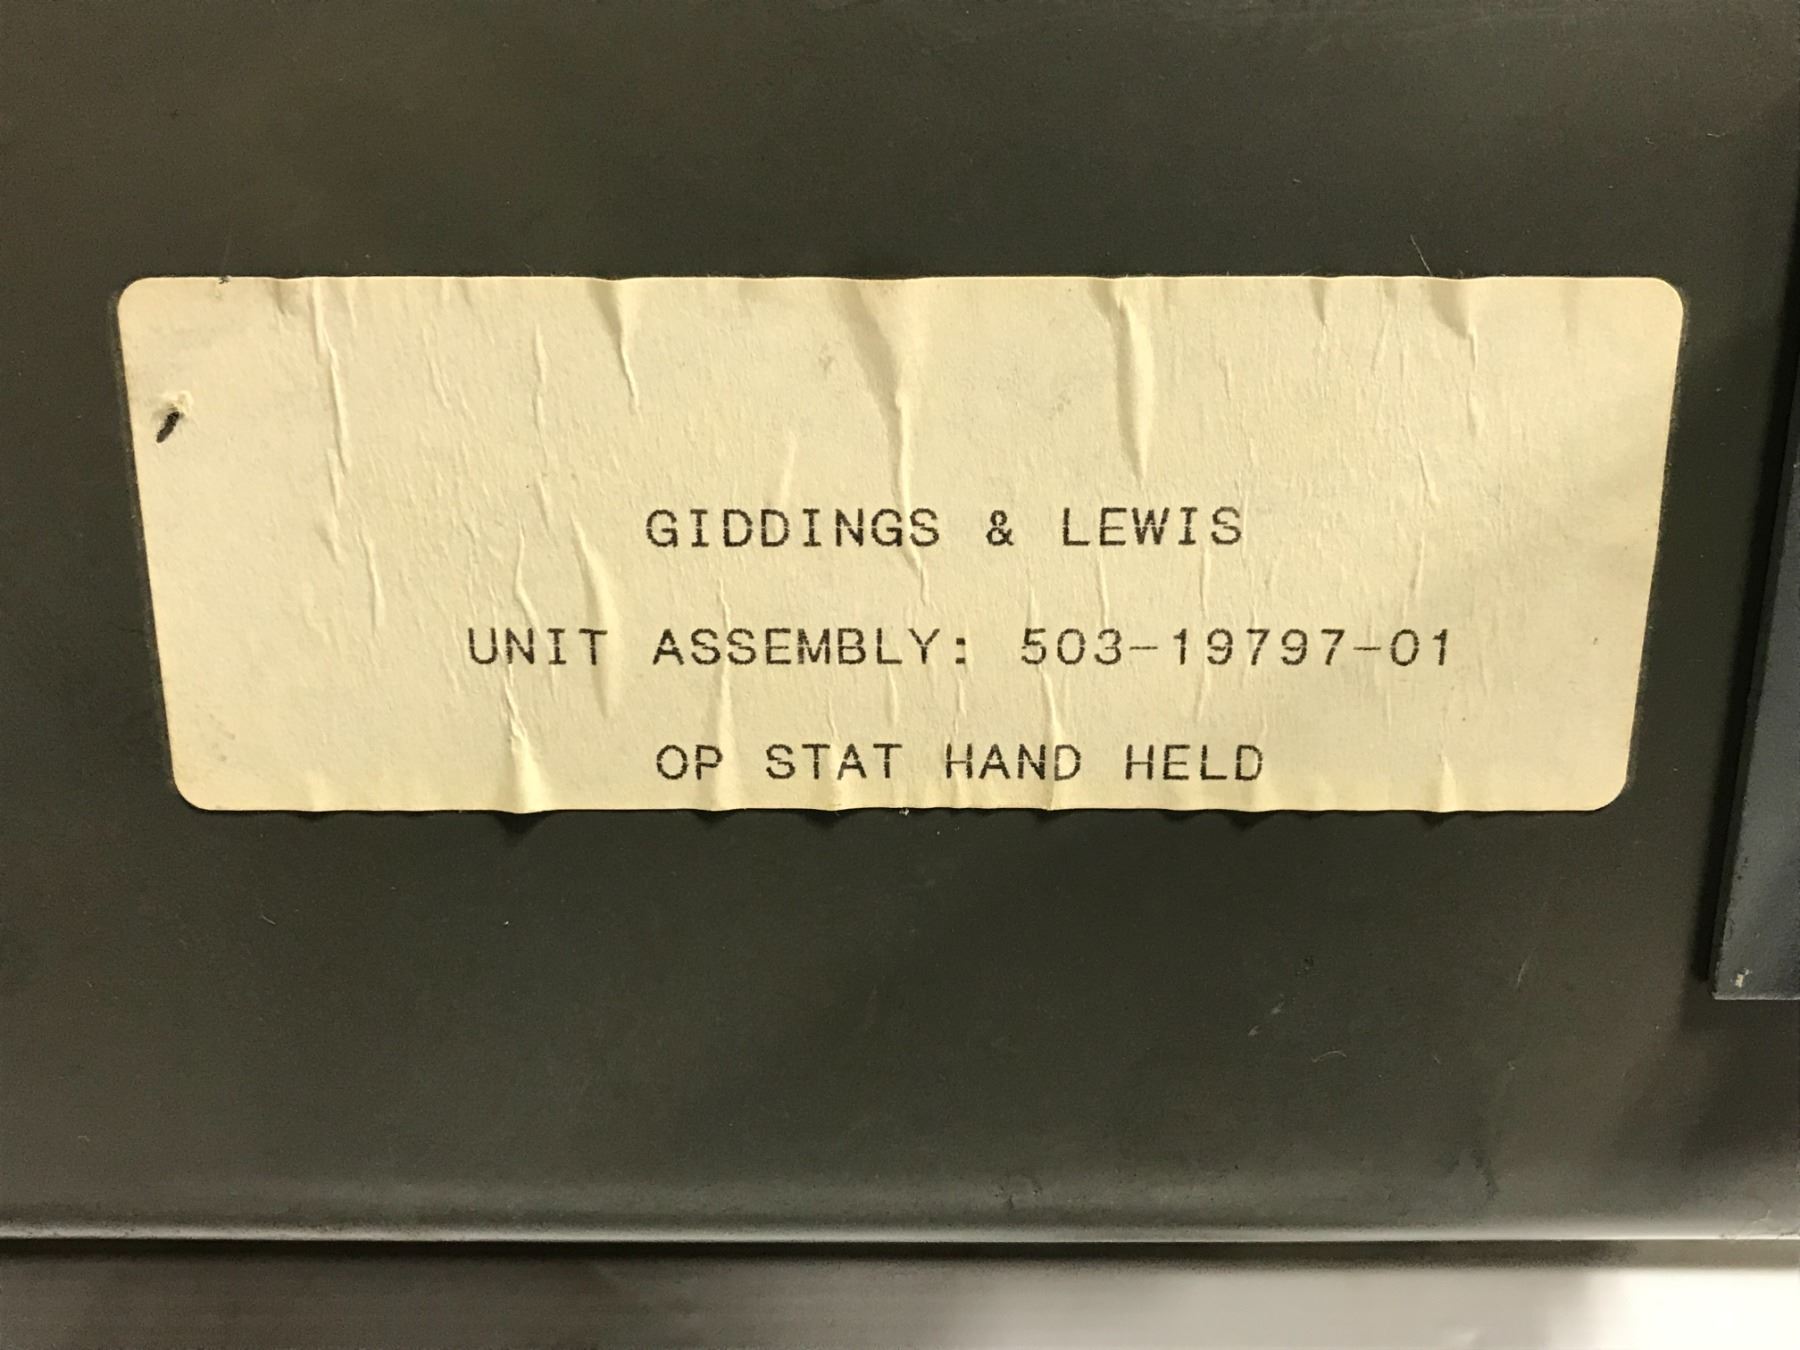 GIDDINGS & LEWIS
UNIT ASSEMBLY: 503-19797-01
OP STAT HAND HELD